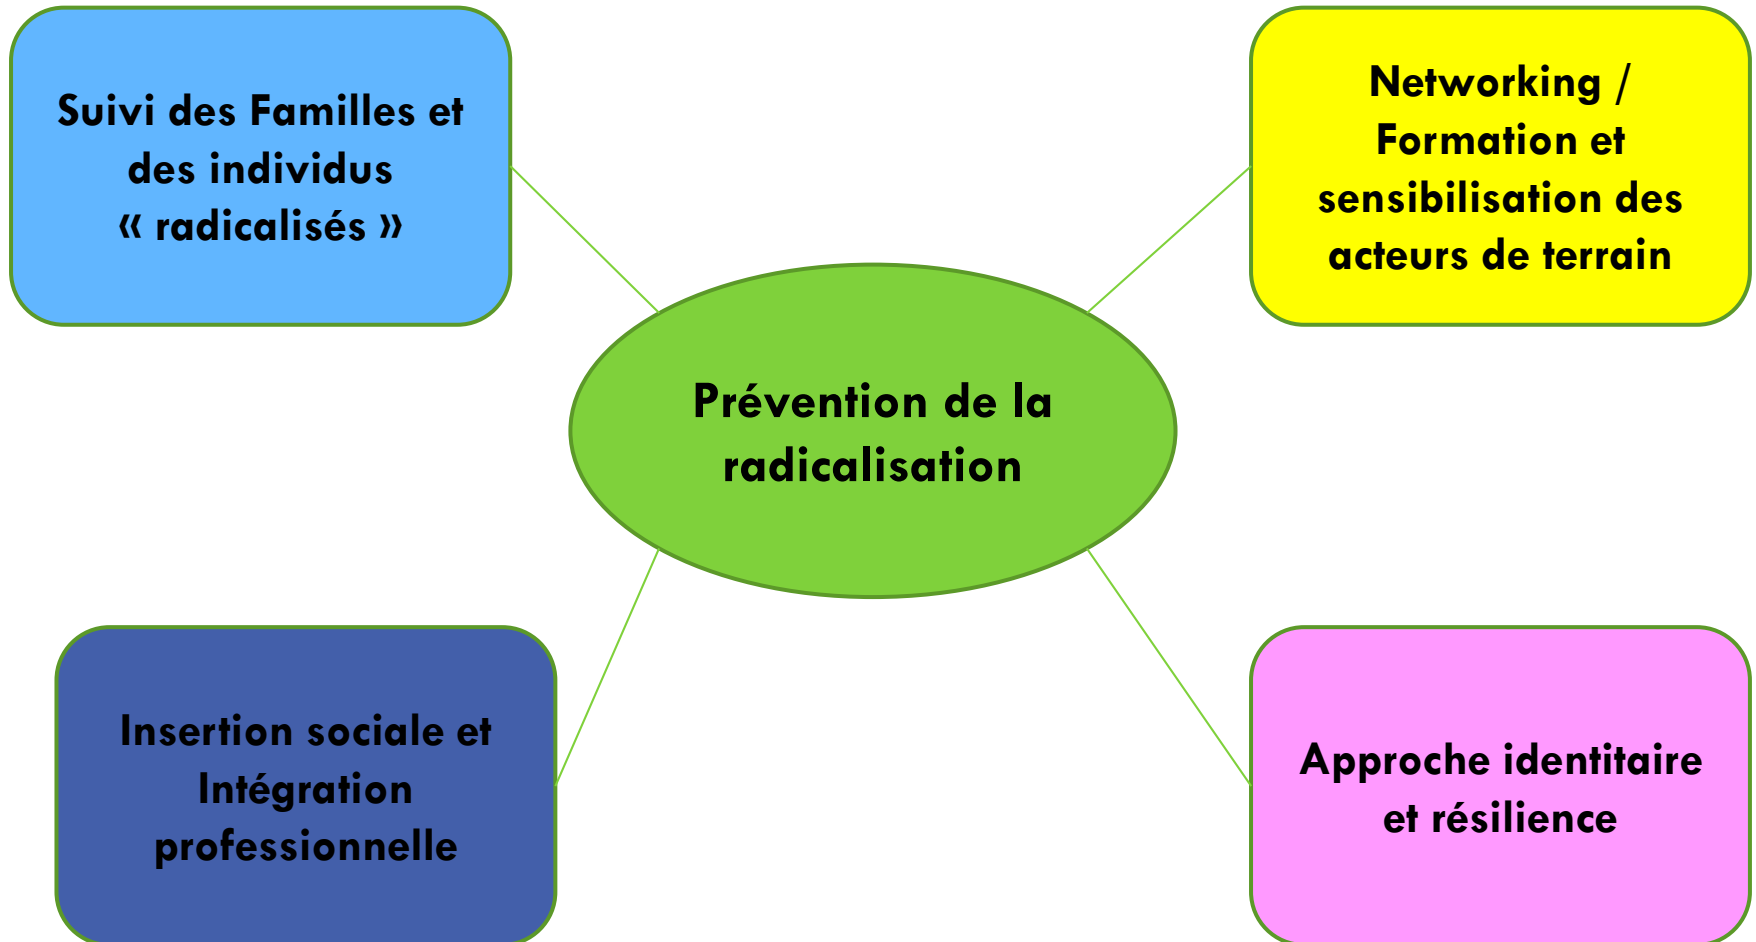 Suivi des Familles et
des individus
« radicalisés »
Networking /
Formation et
sensibilisation des
acteurs de terrain
Prévention de la
radicalisation
Insertion sociale et
Intégration
professionnelle
Approche identitaire
et résilience